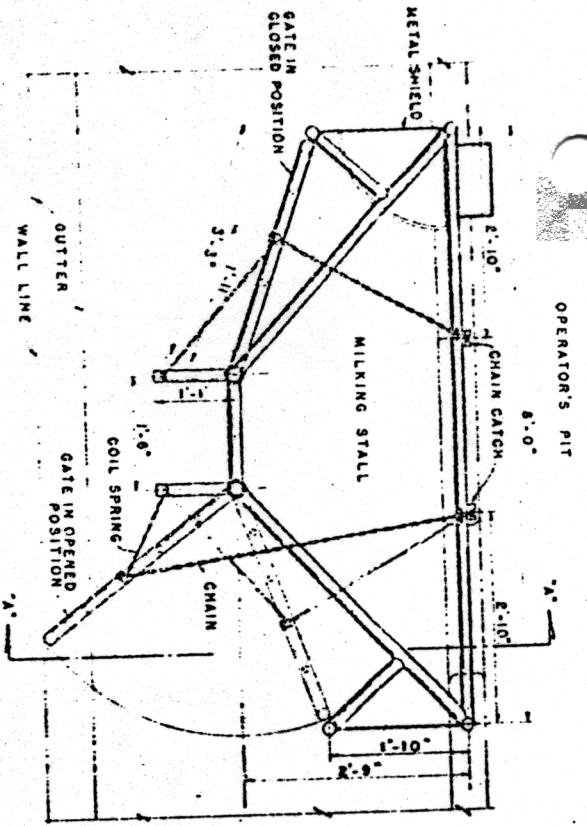 OPERATOR'S PIT
8'-0"
2'-10"
CHAIN CATCH
2'-10"
"A"
METAL SHIELD
GATE IN
CLOSED POSITION
MILKING STALL
3'-3"
1'-11"
1'-1"
1'-6"
COIL SPRING
CHAIN
GATE IN OPENED
POSITION
1'-10"
2'-9"
"A"
GUTTER
WALL LINE